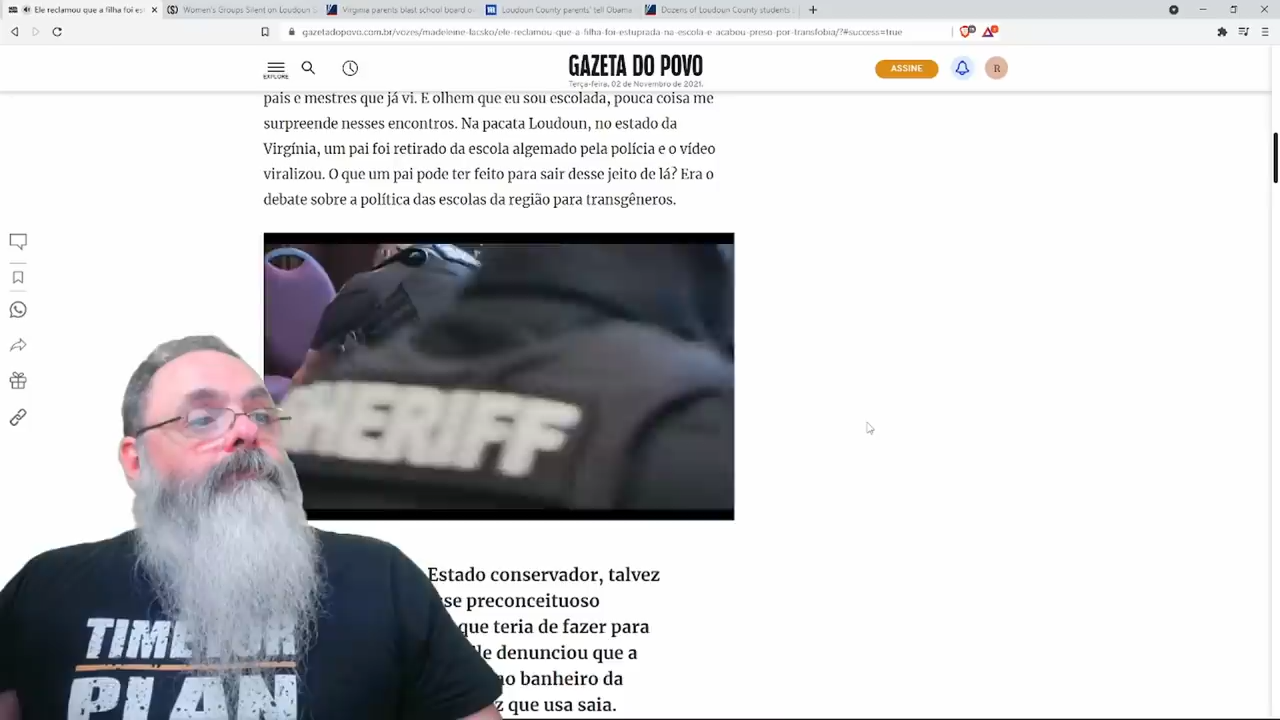 Ele reclamou que a filha foi es
Women's Groups Silent on Loudoun S
Virginia parents blast school board o
Loudoun County parents' tell Obama
Dozens of Loudoun County students
gazetadopovo.com.br/vozes/madeleine-lacsko/ele-reclamou-que-a-filha-foi-estuprada-na-escola-e-acabou-preso-por-transfobia/?#success=true
EXPLORE
GAZETA DO POVO
Terça-feira, 02 de Novembro de 2021.
ASSINE
R
pais e mestres que já vi. E olhem que eu sou escolada, pouca coisa me
surpreende nesses encontros. Na pacata Loudoun, no estado da
Virgínia, um pai foi retirado da escola algemado pela polícia e o vídeo
viralizou. O que um pai pode ter feito para sair desse jeito de lá? Era o
debate sobre a política das escolas da região para transgêneros.
SHERIFF
Estado conservador, talvez
sse preconceituoso
que teria de fazer para
le denunciou que a
no banheiro da
z que usa saia.
PLAN